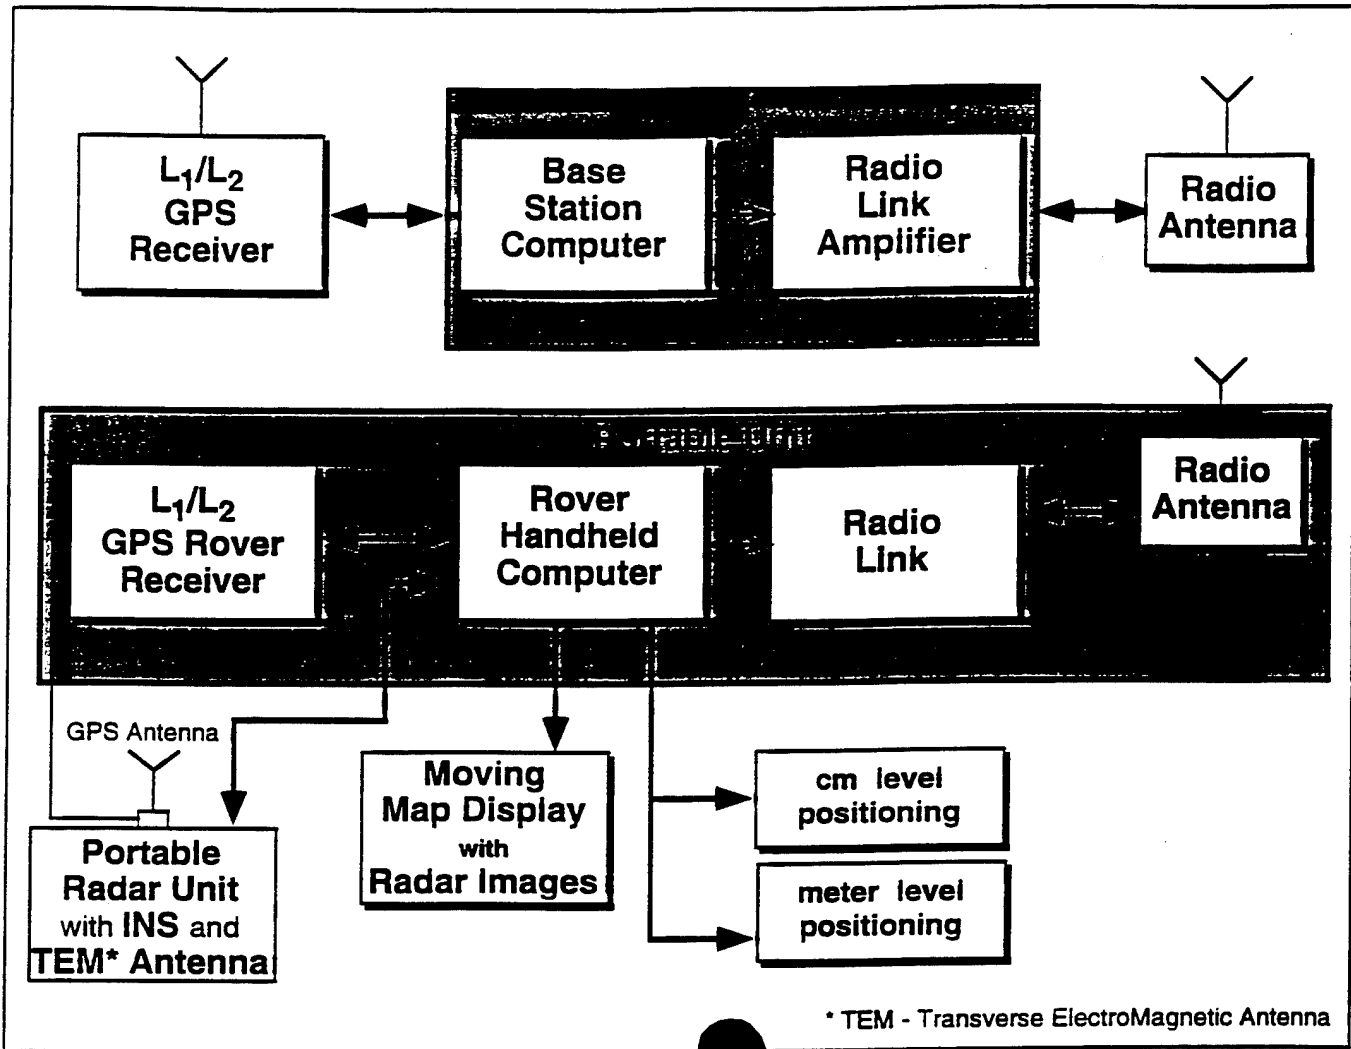 L1/L2
GPS
Receiver
Base
Station
Computer
Radio
Link
Amplifier
Radio
Antenna
L1/L2
GPS Rover
Receiver
Rover
Handheld
Computer
Radio
Link
Radio
Antenna
GPS Antenna
Portable
Radar Unit
with INS and
TEM* Antenna
Moving
Map Display
with
Radar Images
cm level
positioning
meter level
positioning
* TEM - Transverse ElectroMagnetic Antenna